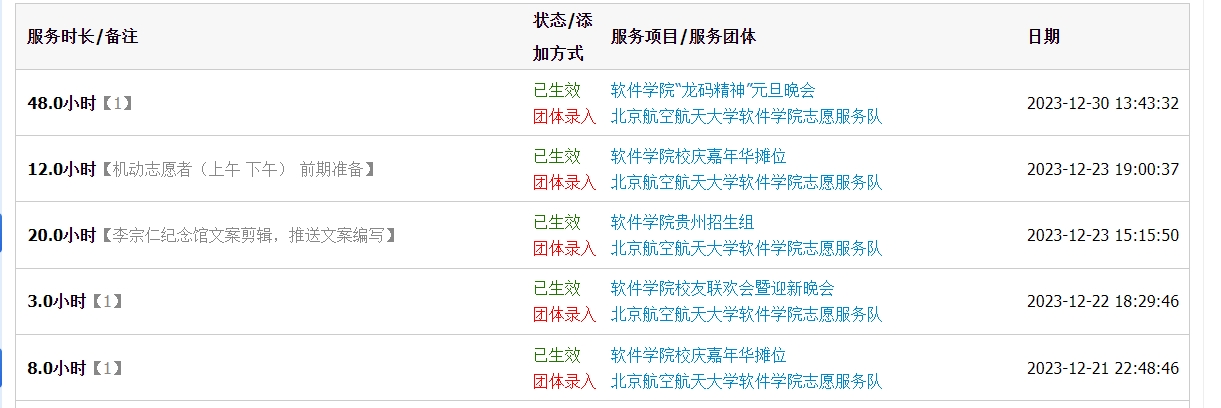 服务时长/备注
状态/添
加方式
服务项目/服务团体
日期
48.0小时【1】
已生效
团体录入
软件学院“龙码精神”元旦晚会
北京航空航天大学软件学院志愿服务队
2023-12-30 13:43:32
12.0小时【机动志愿者（上午 下午） 前期准备】
已生效
团体录入
软件学院校庆嘉年华摊位
北京航空航天大学软件学院志愿服务队
2023-12-23 19:00:37
20.0小时【李宗仁纪念馆文案剪辑，推送文案编写】
已生效
团体录入
软件学院贵州招生组
北京航空航天大学软件学院志愿服务队
2023-12-23 15:15:50
3.0小时【1】
已生效
团体录入
软件学院校友联欢会暨迎新晚会
北京航空航天大学软件学院志愿服务队
2023-12-22 18:29:46
8.0小时【1】
已生效
团体录入
软件学院校庆嘉年华摊位
北京航空航天大学软件学院志愿服务队
2023-12-21 22:48:46